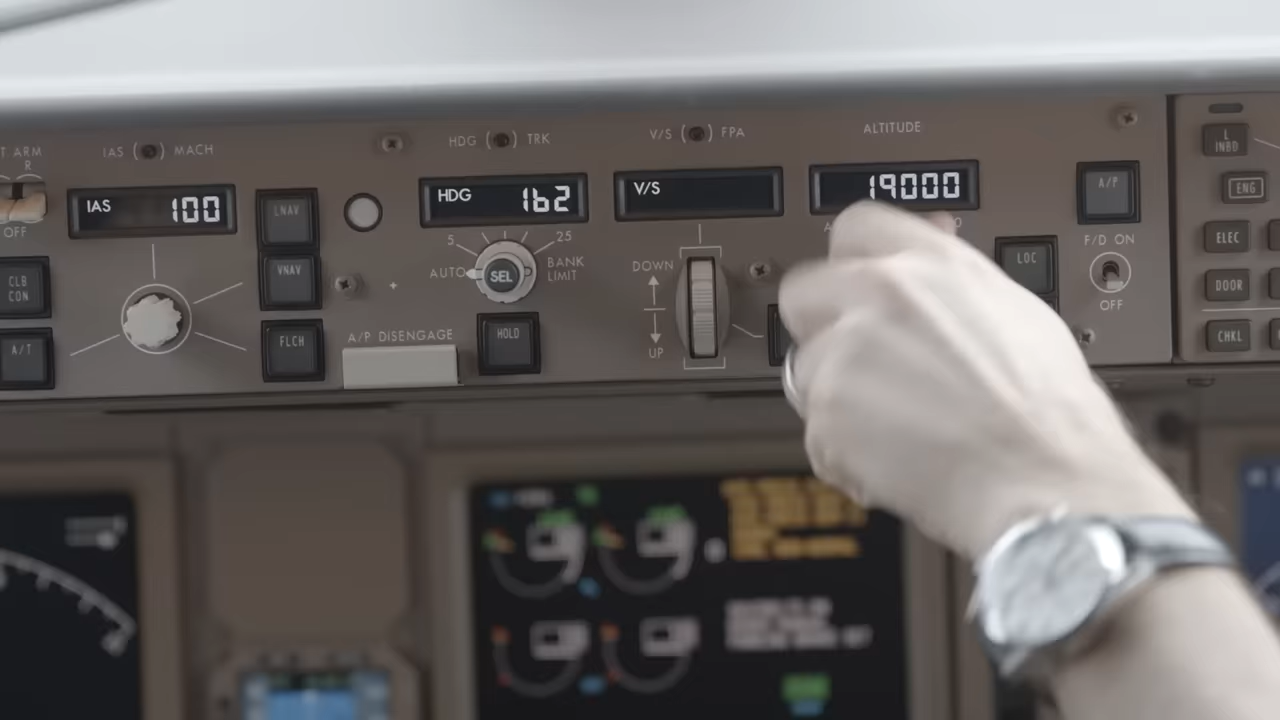 T ARM
R
OFF
IAS MACH
IAS 100
LNAV
VNAV
FLCH
CLB
CON
A/T
HDG TRK
HDG 162
5 25
AUTO SEL BANK
LIMIT
A/P DISENGAGE
HOLD
V/S FPA
V/S
DOWN
UP
ALTITUDE
19000
LOC
A/P
F/D ON
OFF
L
INBD
ENG
ELEC
DOOR
CHKL